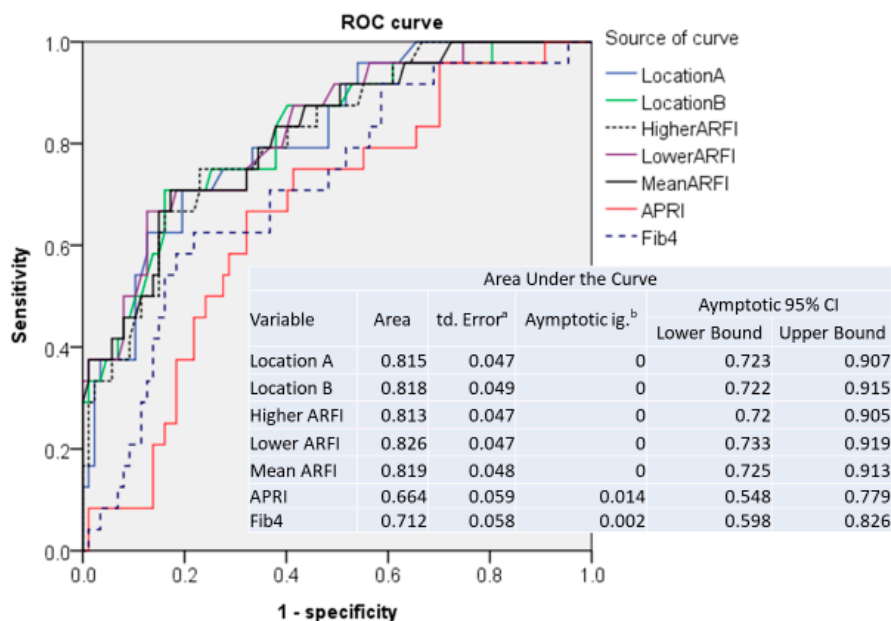 ROC curve
Source of curve
LocationA
LocationB
HigherARFI
LowerARFI
MeanARFI
APRI
Fib4
1.0
0.8
0.6
0.4
0.2
0.0
Sensitivity
0.0 0.2 0.4 0.6 0.8 1.0
1 - specificity
Area Under the Curve
Variable Area td. Errorᵃ Aymptotic ig.ᵇ Aymptotic 95% CI
Lower Bound Upper Bound
Location A 0.815 0.047 0 0.723 0.907
Location B 0.818 0.049 0 0.722 0.915
Higher ARFI 0.813 0.047 0 0.72 0.905
Lower ARFI 0.826 0.047 0 0.733 0.919
Mean ARFI 0.819 0.048 0 0.725 0.913
APRI 0.664 0.059 0.014 0.548 0.779
Fib4 0.712 0.058 0.002 0.598 0.826